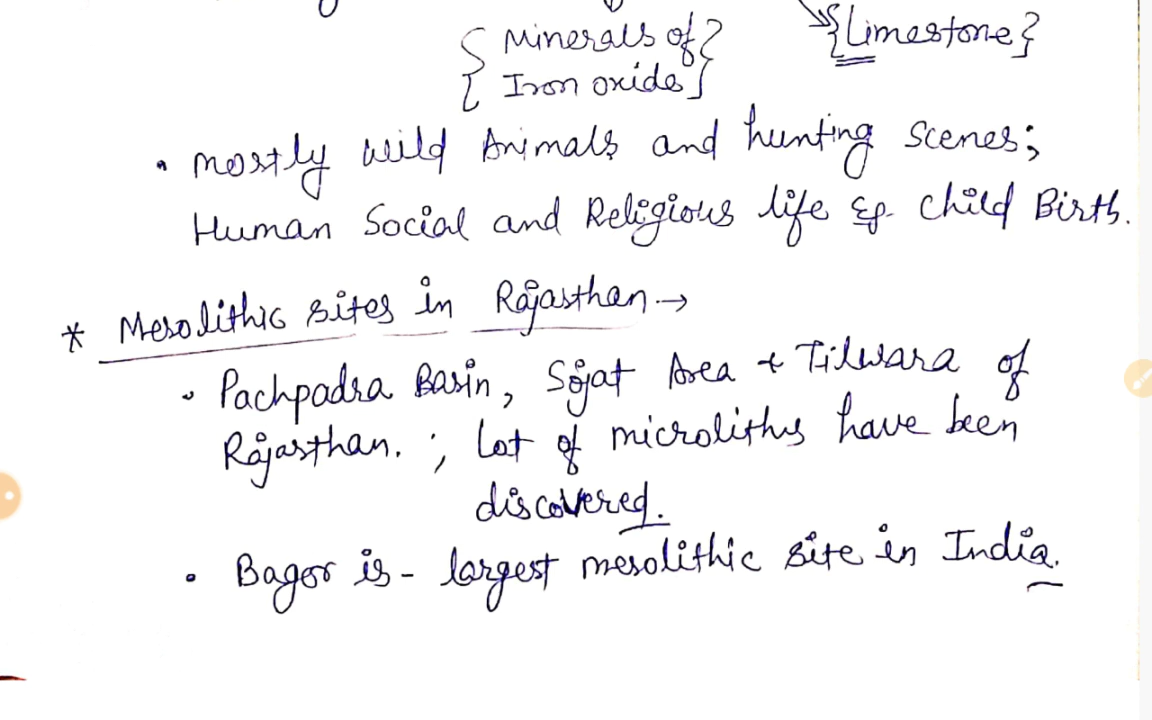 { Minerals of }
{ Iron oxide }
{Limestone}
• mostly wild Animals and hunting scenes;
Human Social and Religious life Ep. Child Birth.
* Mesolithic sites in Rajasthan →
• Pachpadra Basin, Sojat Area + Tilwara of
Rajasthan. ; Lot of microliths have been
discovered.
• Bagor is - largest mesolithic site in India.